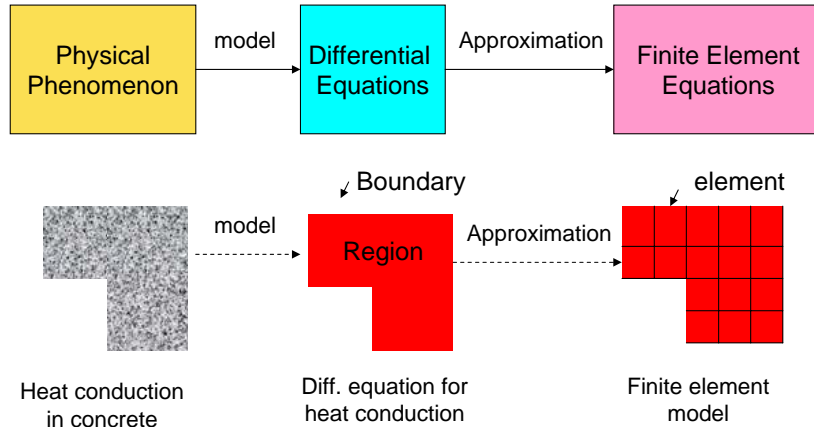 Physical
Phenomenon
model
Differential
Equations
Approximation
Finite Element
Equations
Boundary
element
model
Region
Approximation
Heat conduction
in concrete
Diff. equation for
heat conduction
Finite element
model